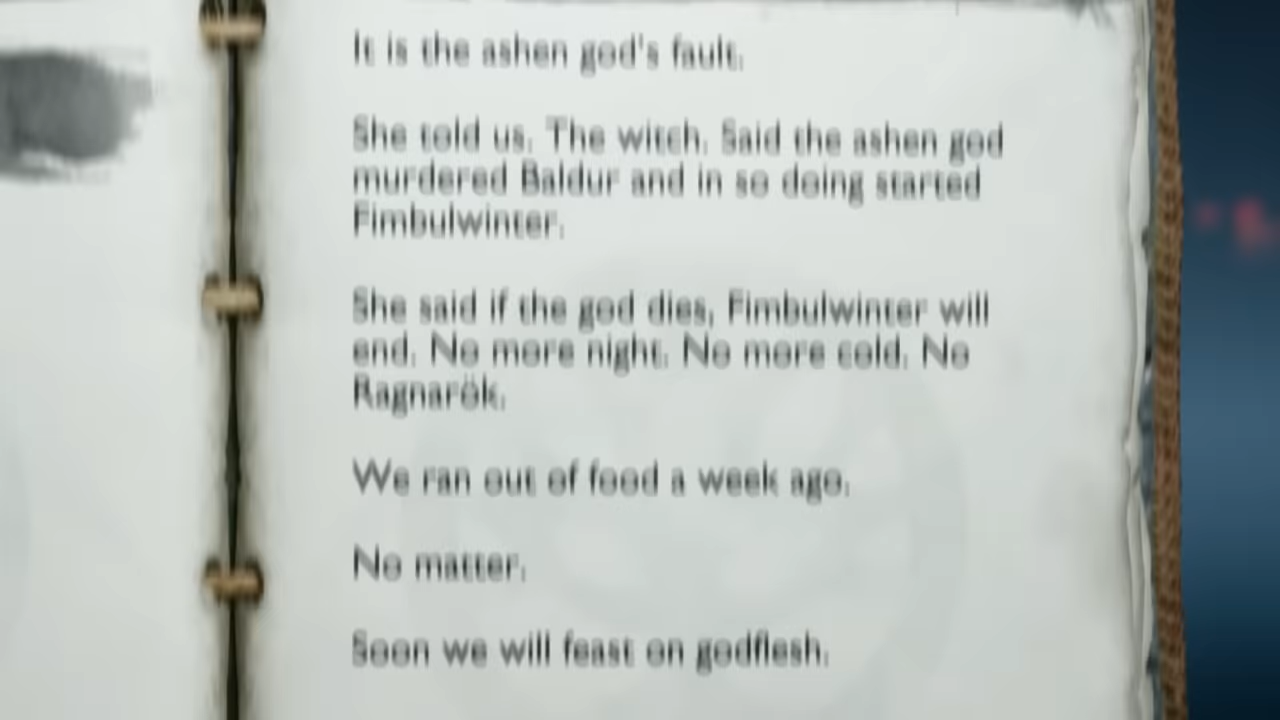 It is the ashen god's fault.
She told us. The witch. Said the ashen god
murdered Baldur and in so doing started
Fimbulwinter.
She said if the god dies, Fimbulwinter will
end. No more night. No more cold. No
Ragnarök.
We ran out of food a week ago.
No matter.
Soon we will feast on godflesh.